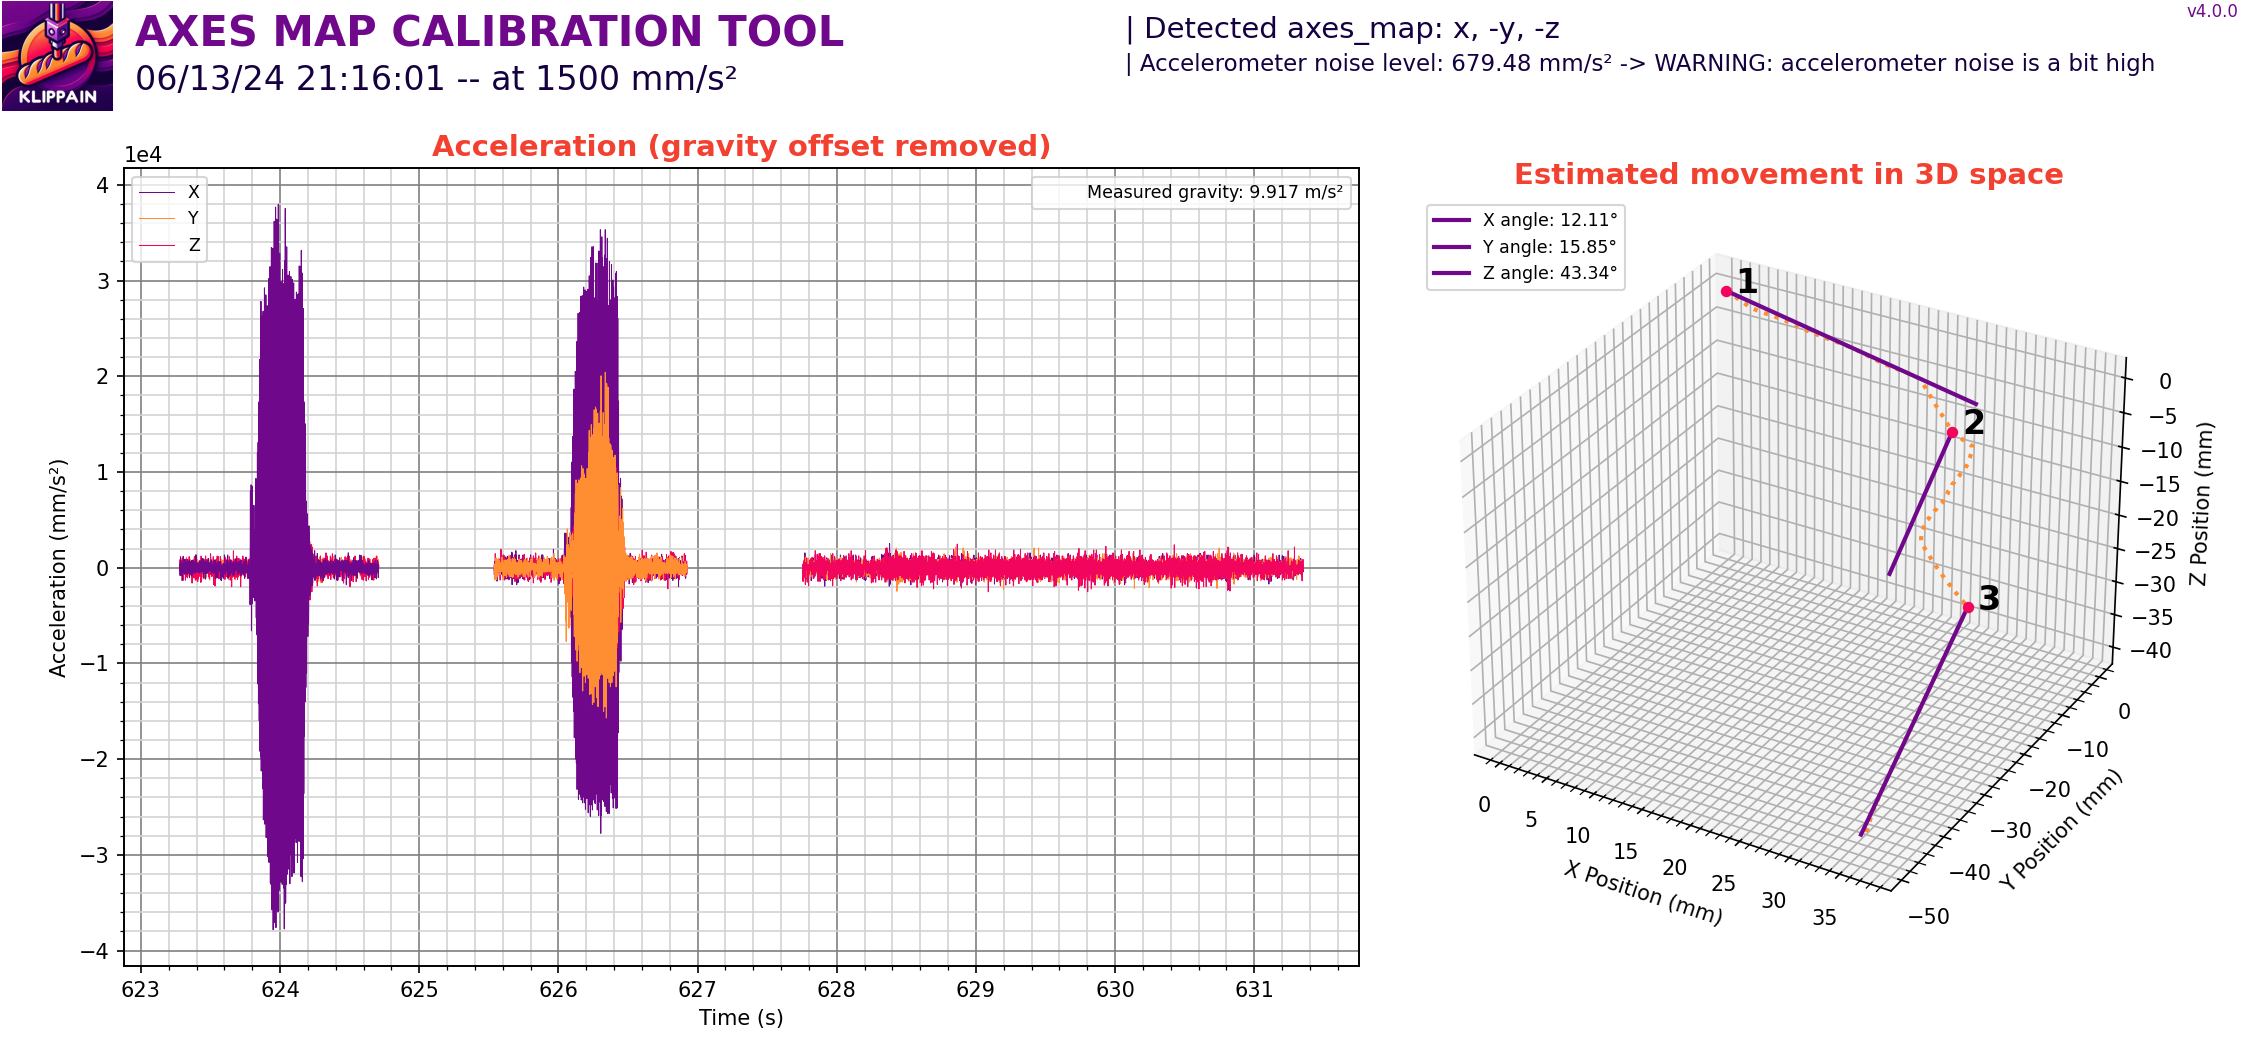 KLIPPAIN
AXES MAP CALIBRATION TOOL
06/13/24 21:16:01 -- at 1500 mm/s²
| Detected axes_map: x, -y, -z
| Accelerometer noise level: 679.48 mm/s² -> WARNING: accelerometer noise is a bit high
v4.0.0
Acceleration (gravity offset removed)
1e4
X
Y
Z
Measured gravity: 9.917 m/s²
4
3
2
1
0
−1
−2
−3
−4
Acceleration (mm/s²)
623 624 625 626 627 628 629 630 631
Time (s)
Estimated movement in 3D space
X angle: 12.11°
Y angle: 15.85°
Z angle: 43.34°
1
2
3
0
−5
−10
−15
−20
−25
−30
−35
−40
Z Position (mm)
0
−10
−20
−30
−40
−50
Y Position (mm)
0 5 10 15 20 25 30 35
X Position (mm)